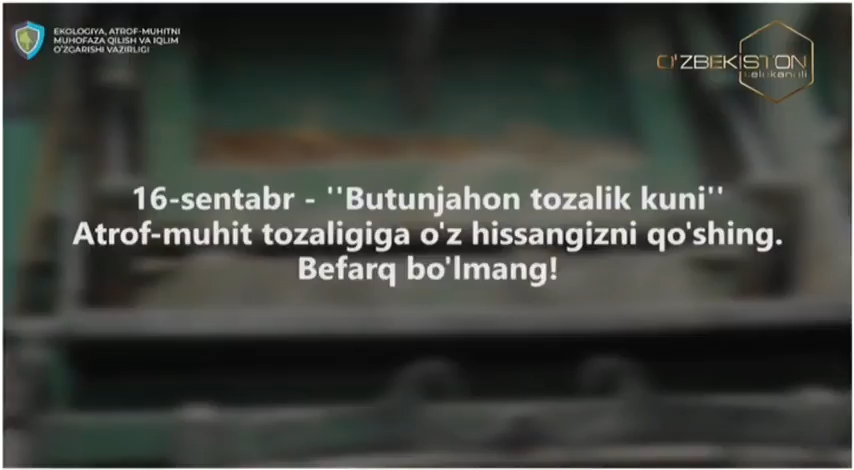 EKOLOGIYA, ATROF-MUHITNI
MUHOFAZA QILISH VA IQLIM
O'ZGARISHI VAZIRLIGI
O'ZBEKISTON
telekanali
16-sentabr - ''Butunjahon tozalik kuni''
Atrof-muhit tozaligiga o'z hissangizni qo'shing.
Befarq bo'lmang!